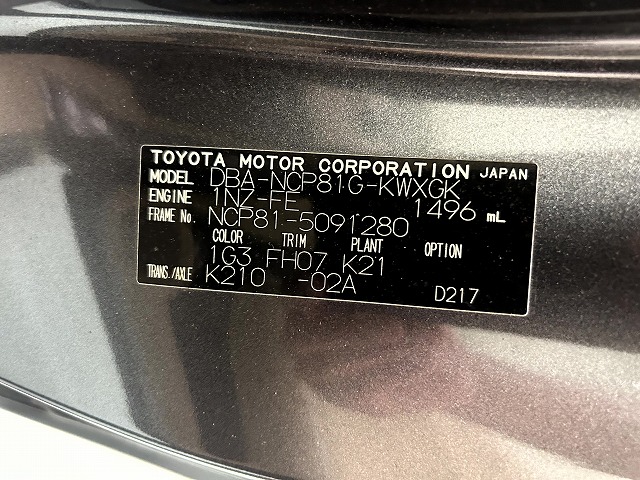 TOYOTA MOTOR CORPORATION JAPAN
MODEL DBA-NCP81G-KWXGK
ENGINE 1NZ-FE 1496 mL
FRAME No. NCP81-5091280
COLOR TRIM PLANT OPTION
1G3 FH07 K21
TRANS./AXLE K210 -02A D217